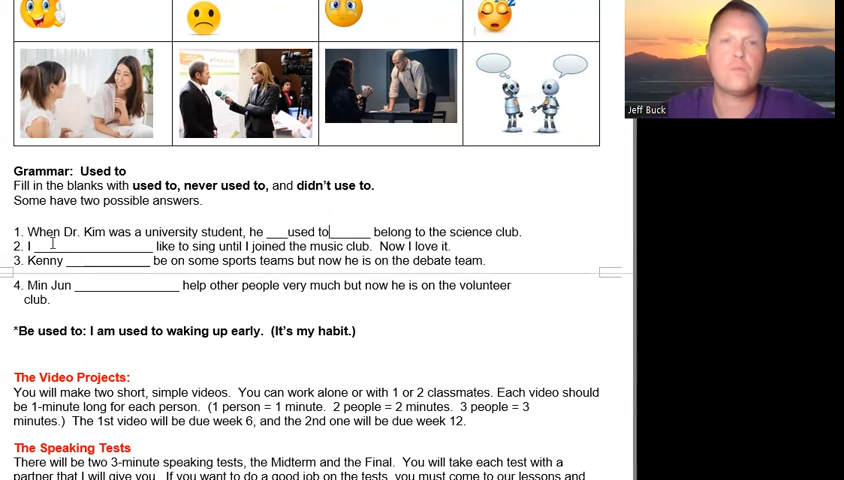 Z
Jeff Buck
Grammar: Used to
Fill in the blanks with used to, never used to, and didn't use to.
Some have two possible answers.
1. When Dr. Kim was a university student, he ___used to______ belong to the science club.
2. I _________________ like to sing until I joined the music club. Now I love it.
3. Kenny ____________ be on some sports teams but now he is on the debate team.
4. Min Jun _______________ help other people very much but now he is on the volunteer
club.
*Be used to: I am used to waking up early. (It's my habit.)
The Video Projects:
You will make two short, simple videos. You can work alone or with 1 or 2 classmates. Each video should
be 1-minute long for each person. (1 person = 1 minute. 2 people = 2 minutes. 3 people = 3
minutes.) The 1st video will be due week 6, and the 2nd one will be due week 12.
The Speaking Tests
There will be two 3-minute speaking tests, the Midterm and the Final. You will take each test with a
partner that I will give you. If you want to do a good job on the tests, you must come to our lessons and